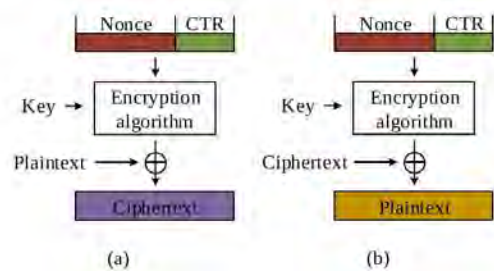 Nonce CTR
Key
Encryption
algorithm
Plaintext
Ciphertext
(a)
Nonce CTR
Key
Encryption
algorithm
Ciphertext
Plaintext
(b)